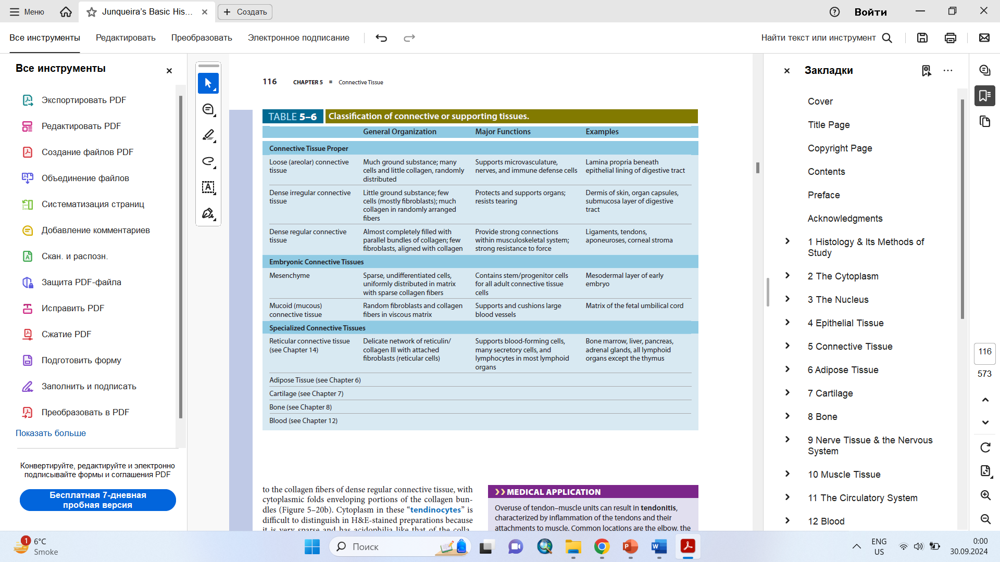 Меню
Junqueira's Basic His...
Создать
Войти
Все инструменты
Редактировать
Преобразовать
Электронное подписание
Найти текст или инструмент
Все инструменты
Экспортировать PDF
Редактировать PDF
Создание файлов PDF
Объединение файлов
Систематизация страниц
Добавление комментариев
Скан. и распозн.
Защита PDF-файла
Исправить PDF
Сжатие PDF
Подготовить форму
Заполнить и подписать
Преобразовать в PDF
Показать больше
Конвертируйте, редактируйте и электронно
подписывайте формы и соглашения PDF
Бесплатная 7-дневная
пробная версия
116 CHAPTER 5 ■ Connective Tissue
TABLE 5–6 Classification of connective or supporting tissues.
General Organization Major Functions Examples
Connective Tissue Proper
Loose (areolar) connective Much ground substance; many Supports microvasculature, Lamina propria beneath
tissue cells and little collagen, randomly nerves, and immune defense cells epithelial lining of digestive tract
distributed
Dense irregular connective Little ground substance; few Protects and supports organs; Dermis of skin, organ capsules,
tissue cells (mostly fibroblasts); much resists tearing submucosa layer of digestive
collagen in randomly arranged tract
fibers
Dense regular connective Almost completely filled with Provide strong connections Ligaments, tendons,
tissue parallel bundles of collagen; few within musculoskeletal system; aponeuroses, corneal stroma
fibroblasts, aligned with collagen strong resistance to force
Embryonic Connective Tissues
Mesenchyme Sparse, undifferentiated cells, Contains stem/progenitor cells Mesodermal layer of early
uniformly distributed in matrix for all adult connective tissue embryo
with sparse collagen fibers cells
Mucoid (mucous) Random fibroblasts and collagen Supports and cushions large Matrix of the fetal umbilical cord
connective tissue fibers in viscous matrix blood vessels
Specialized Connective Tissues
Reticular connective tissue Delicate network of reticulin/ Supports blood-forming cells, Bone marrow, liver, pancreas,
(see Chapter 14) collagen III with attached many secretory cells, and adrenal glands, all lymphoid
fibroblasts (reticular cells) lymphocytes in most lymphoid organs except the thymus
organs
Adipose Tissue (see Chapter 6)
Cartilage (see Chapter 7)
Bone (see Chapter 8)
Blood (see Chapter 12)
to the collagen fibers of dense regular connective tissue, with
cytoplasmic folds enveloping portions of the collagen bun-
dles (Figure 5–20b). Cytoplasm in these “tendinocytes” is
difficult to distinguish in H&E-stained preparations because
it is very sparse and has acidophilia like that of the colla-
>> MEDICAL APPLICATION
Overuse of tendon–muscle units can result in tendonitis,
characterized by inflammation of the tendons and their
attachments to muscle. Common locations are the elbow, the
Закладки
Cover
Title Page
Copyright Page
Contents
Preface
Acknowledgments
1 Histology & Its Methods of
Study
2 The Cytoplasm
3 The Nucleus
4 Epithelial Tissue
5 Connective Tissue
6 Adipose Tissue
7 Cartilage
8 Bone
9 Nerve Tissue & the Nervous
System
10 Muscle Tissue
11 The Circulatory System
12 Blood
116
573
1
6°C
Smoke
Поиск
ENG
US
0:00
30.09.2024